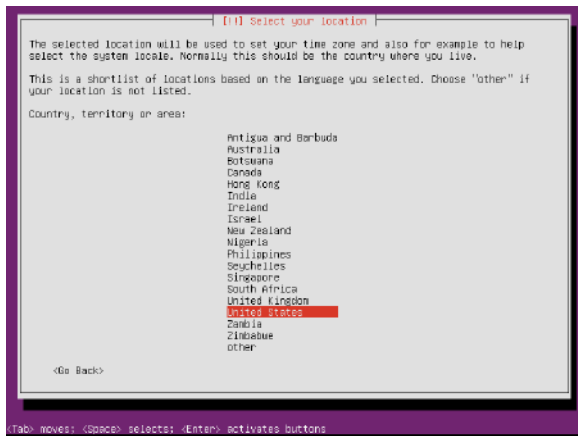 [!!] Select your location
The selected location will be used to set your time zone and also for example to help
select the system locale. Normally this should be the country where you live.
This is a shortlist of locations based on the language you selected. Choose "other" if
your location is not listed.
Country, territory or area:
Antigua and Barbuda
Australia
Botswana
Canada
Hong Kong
India
Ireland
Israel
New Zealand
Nigeria
Philippines
Seychelles
Singapore
South Africa
United Kingdom
United States
Zambia
Zimbabwe
other
<Go Back>
<Tab> moves; <Space> selects; <Enter> activates buttons